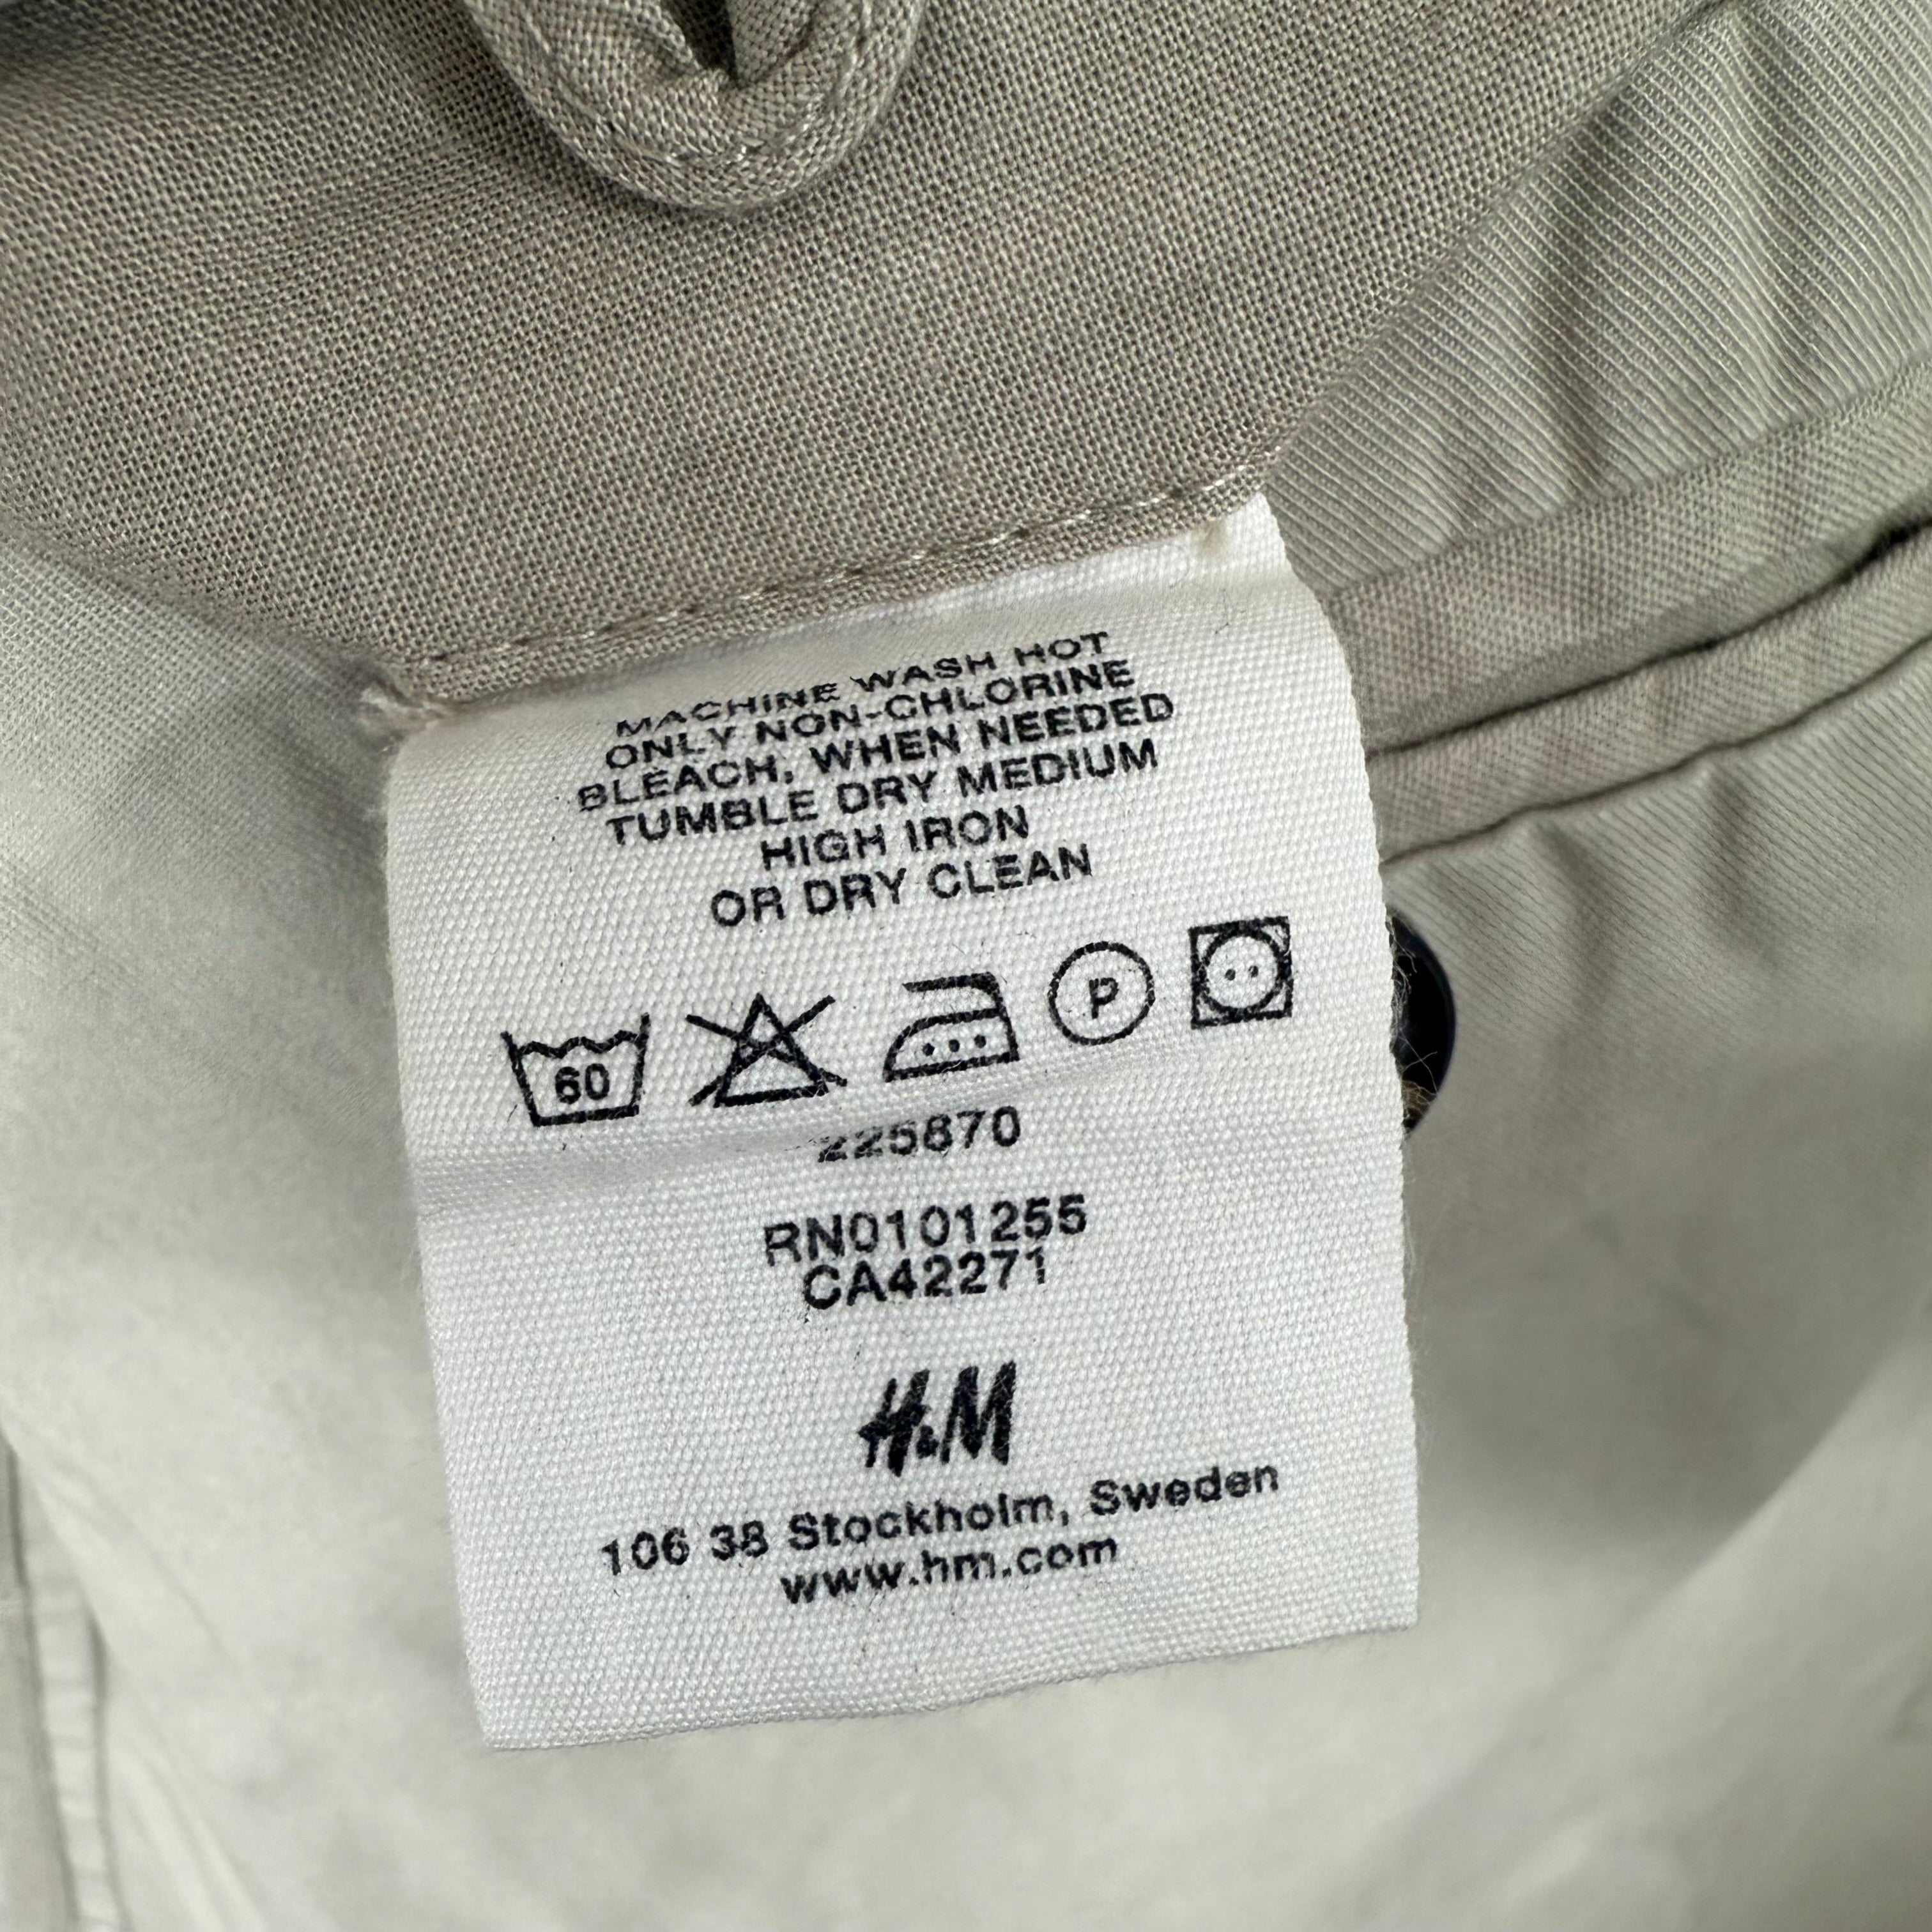 MACHINE WASH HOT
ONLY NON-CHLORINE
BLEACH, WHEN NEEDED
TUMBLE DRY MEDIUM
HIGH IRON
OR DRY CLEAN
60
P
225870
RN0101255
CA42271
H&M
106 38 Stockholm, Sweden
www.hm.com